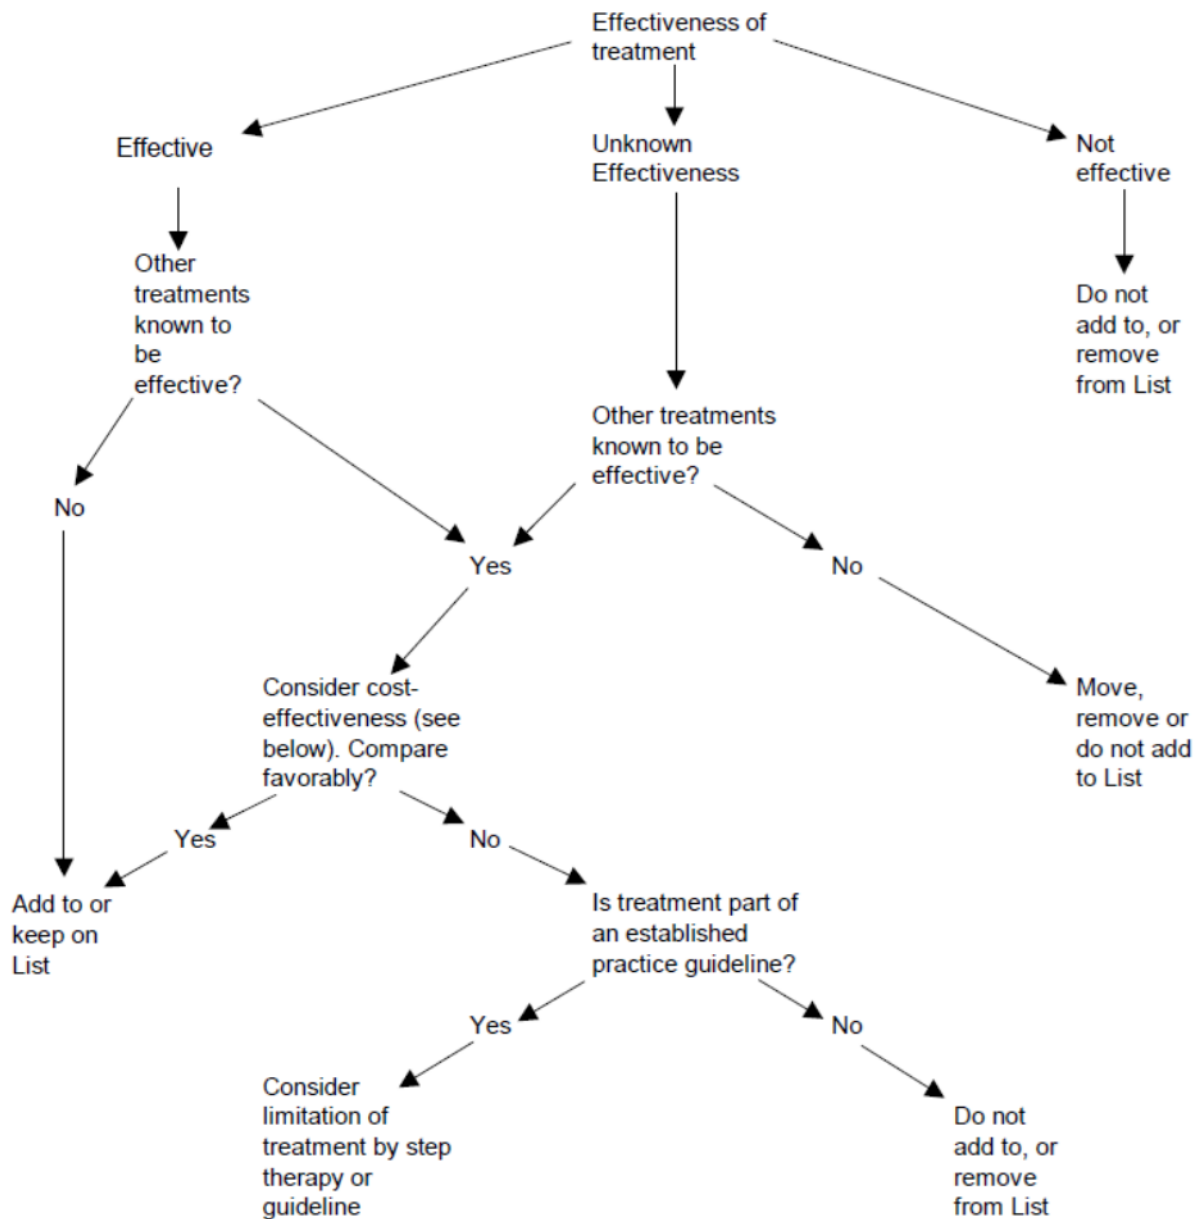 Effectiveness of
treatment
Effective
Unknown
Effectiveness
Not
effective
Other
treatments
known to
be
effective?
Do not
add to, or
remove
from List
Other treatments
known to be
effective?
No
Yes
No
Consider cost-
effectiveness (see
below). Compare
favorably?
Move,
remove or
do not add
to List
Yes
No
Add to or
keep on
List
Is treatment part of
an established
practice guideline?
Yes
No
Consider
limitation of
treatment by step
therapy or
guideline
Do not
add to, or
remove
from List